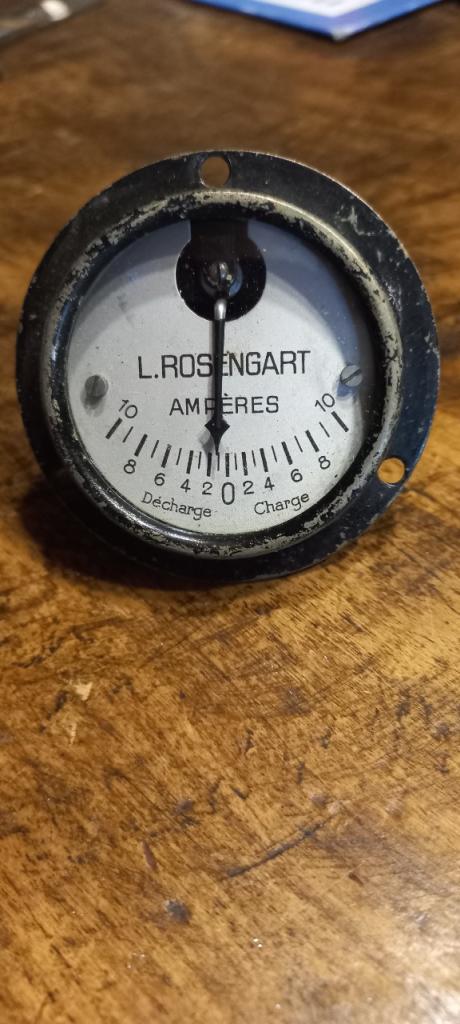 L.ROSENGART
AMPÈRES
10 10
8 6 4 2 0 2 4 6 8
Décharge Charge